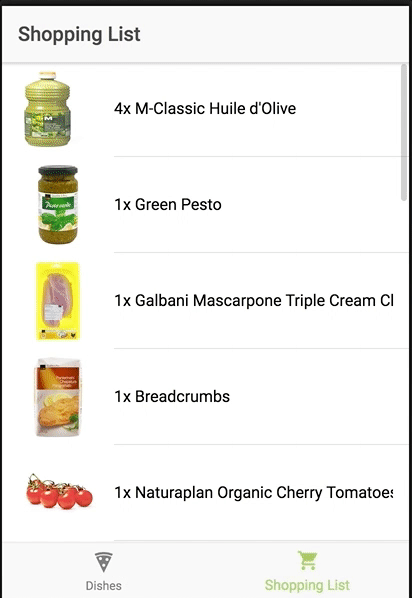 Shopping List
4x M-Classic Huile d'Olive
1x Green Pesto
1x Galbani Mascarpone Triple Cream Cl
1x Breadcrumbs
1x Naturaplan Organic Cherry Tomatoes
Dishes
Shopping List